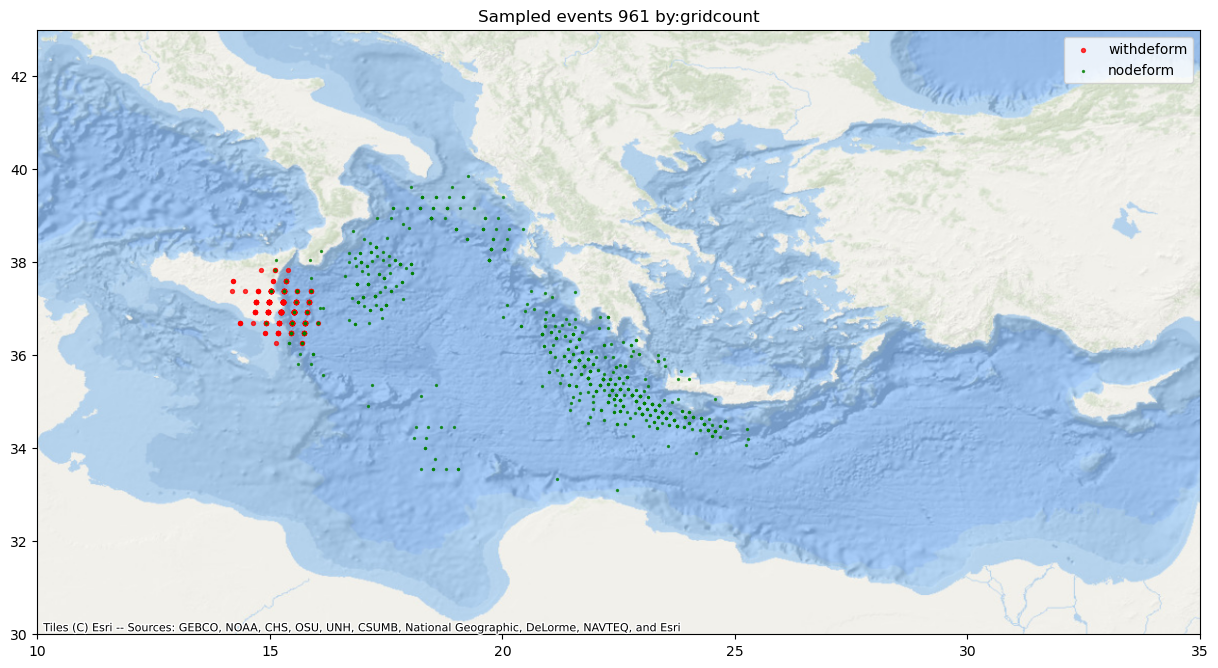 Sampled events 961 by:gridcount
withdeform
nodeform
42
40
38
36
34
32
30
Tiles (C) Esri -- Sources: GEBCO, NOAA, CHS, OSU, UNH, CSUMB, National Geographic, DeLorme, NAVTEQ, and Esri
10 15 20 25 30 35